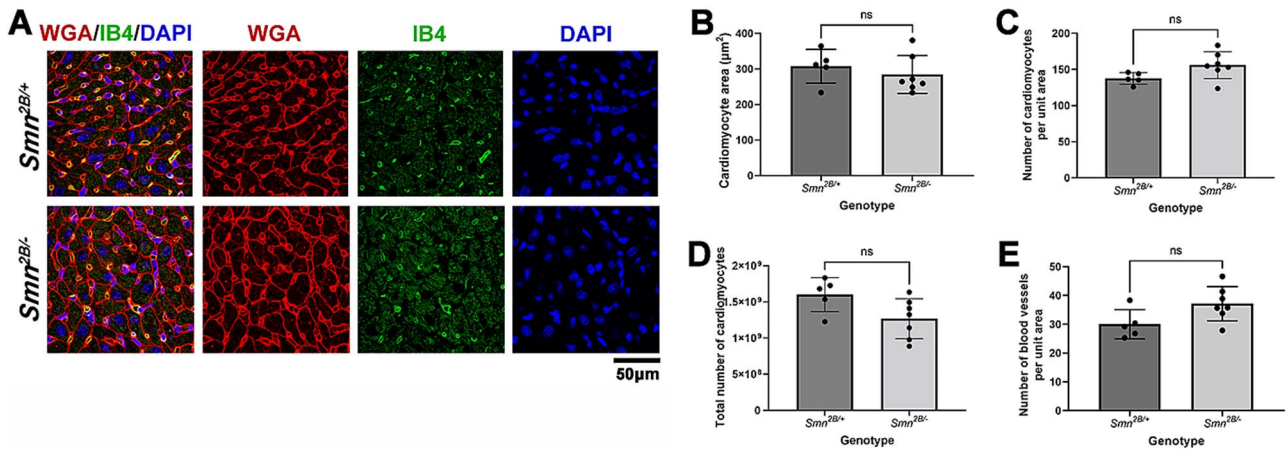 A
WGA/IB4/DAPI
WGA
IB4
DAPI
Smn2B/+
Smn2B/-
50µm
B
ns
Cardiomyocyte area (µm²)
400
300
200
100
0
Smn2B/+
Smn2B/-
Genotype
C
ns
Number of cardiomyocytes
per unit area
200
150
100
50
0
Smn2B/+
Smn2B/-
Genotype
D
ns
Total number of cardiomyocytes
2×10⁹
1.5×10⁹
1×10⁹
5×10⁸
0
Smn2B/+
Smn2B/-
Genotype
E
ns
Number of blood vessels
per unit area
50
40
30
20
10
0
Smn2B/+
Smn2B/-
Genotype